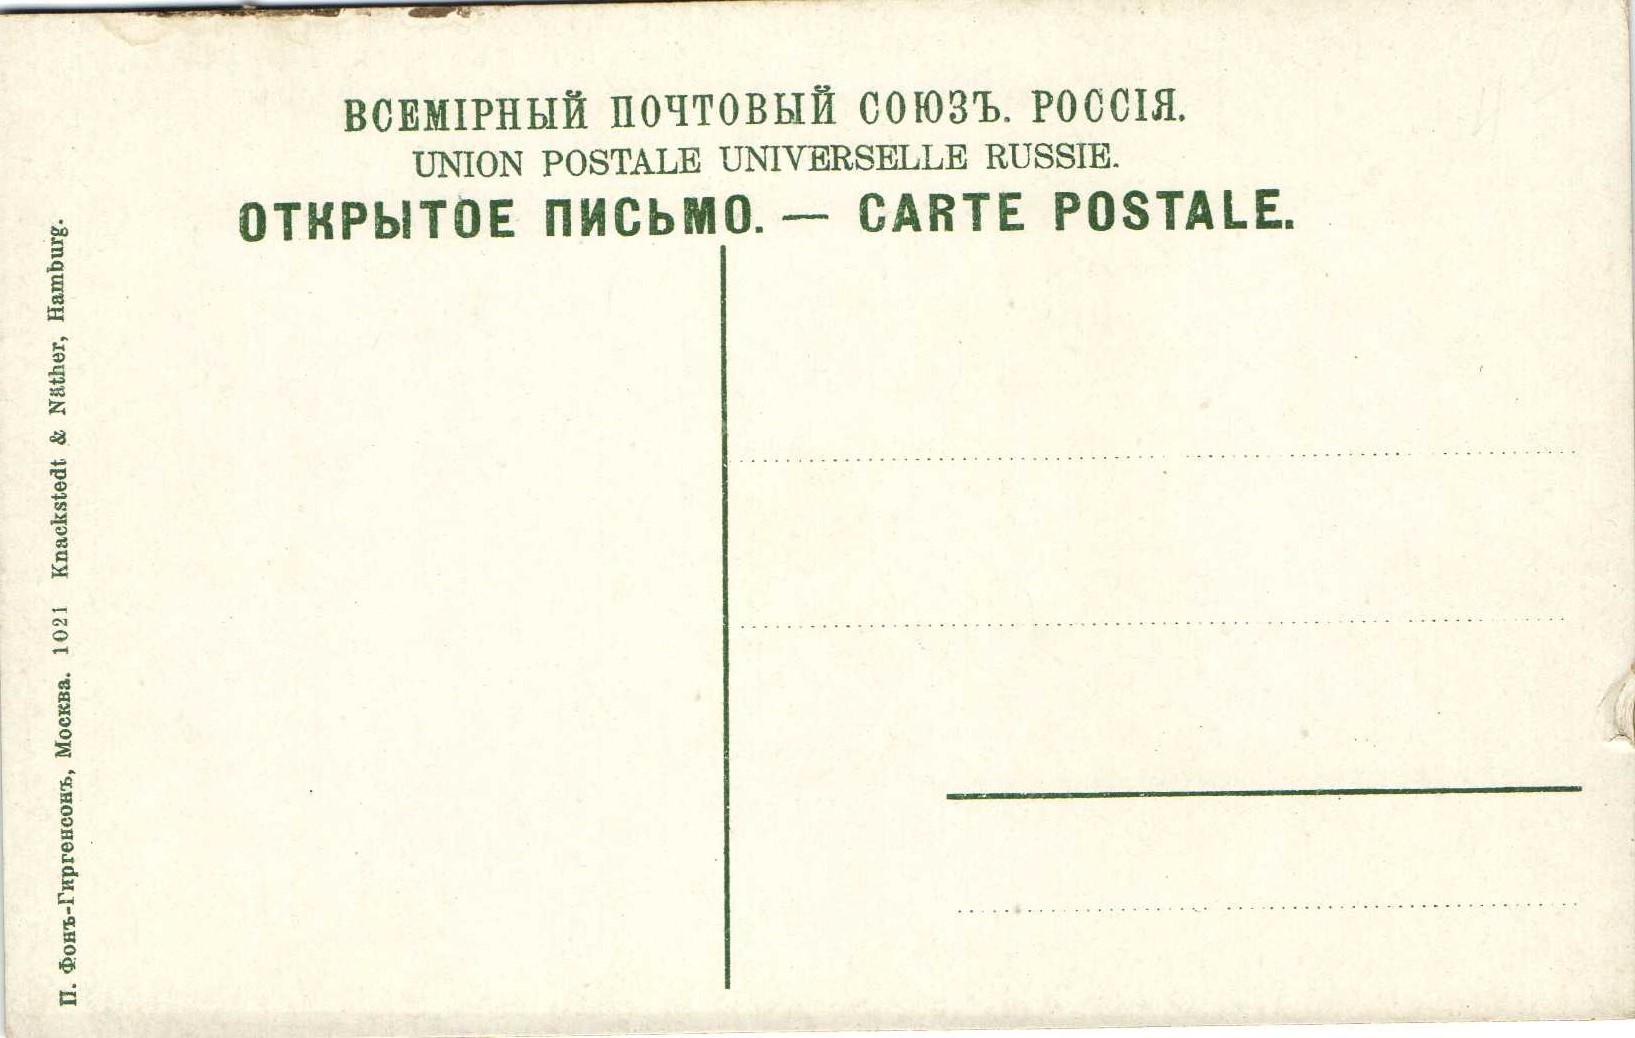 ВСЕМІРНЫЙ ПОЧТОВЫЙ СОЮЗЪ. РОССІЯ.
UNION POSTALE UNIVERSELLE RUSSIE.
ОТКРЫТОЕ ПИСЬМО. — CARTE POSTALE.
П. Фонъ-Гиргенсонъ, Москва. 1021 Knackstedt & Näther, Hamburg.